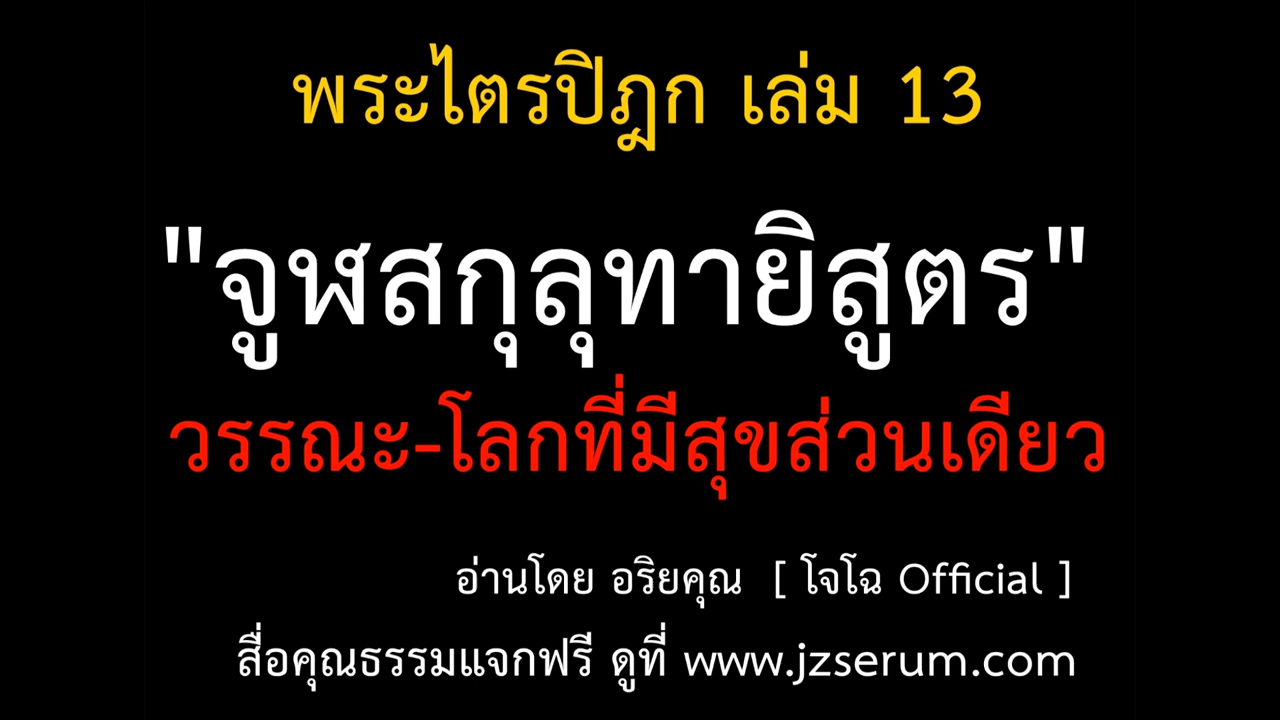 พระไตรปิฎก เล่ม 13
"จูฬสกุลุทายิสูตร"
วรรณะ-โลกที่มีสุขส่วนเดียว
อ่านโดย อริยคุณ [ โจโฉ Official ]
สื่อคุณธรรมแจกฟรี ดูที่ www.jzserum.com